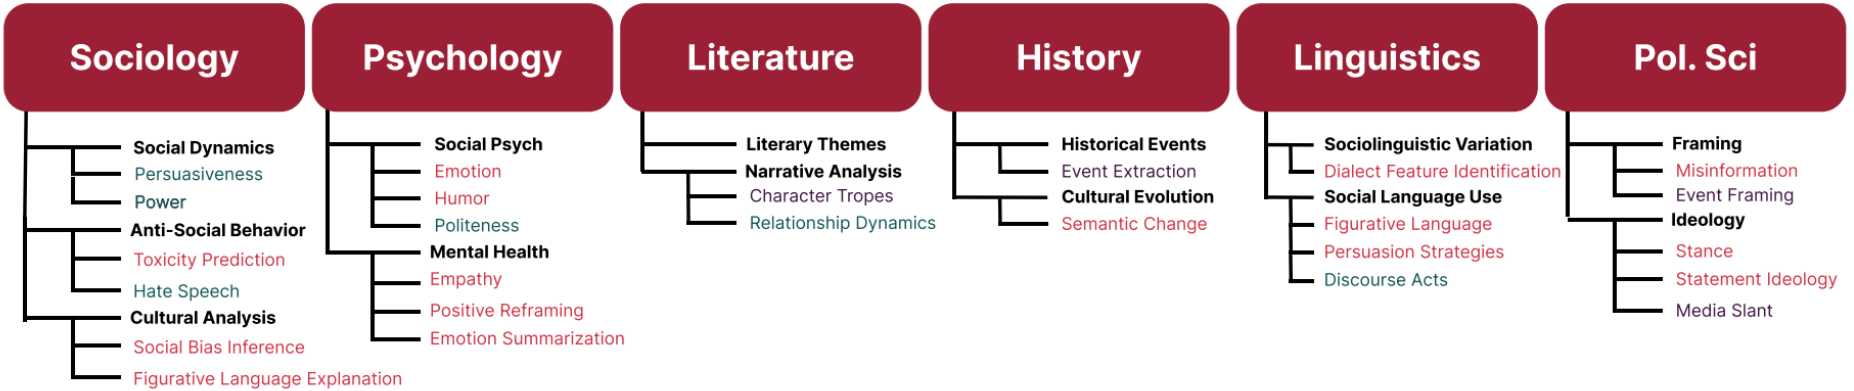 Sociology
Social Dynamics
Persuasiveness
Power
Anti-Social Behavior
Toxicity Prediction
Hate Speech
Cultural Analysis
Social Bias Inference
Figurative Language Explanation
Psychology
Social Psych
Emotion
Humor
Politeness
Mental Health
Empathy
Positive Reframing
Emotion Summarization
Literature
Literary Themes
Narrative Analysis
Character Tropes
Relationship Dynamics
History
Historical Events
Event Extraction
Cultural Evolution
Semantic Change
Linguistics
Sociolinguistic Variation
Dialect Feature Identification
Social Language Use
Figurative Language
Persuasion Strategies
Discourse Acts
Pol. Sci
Framing
Misinformation
Event Framing
Ideology
Stance
Statement Ideology
Media Slant